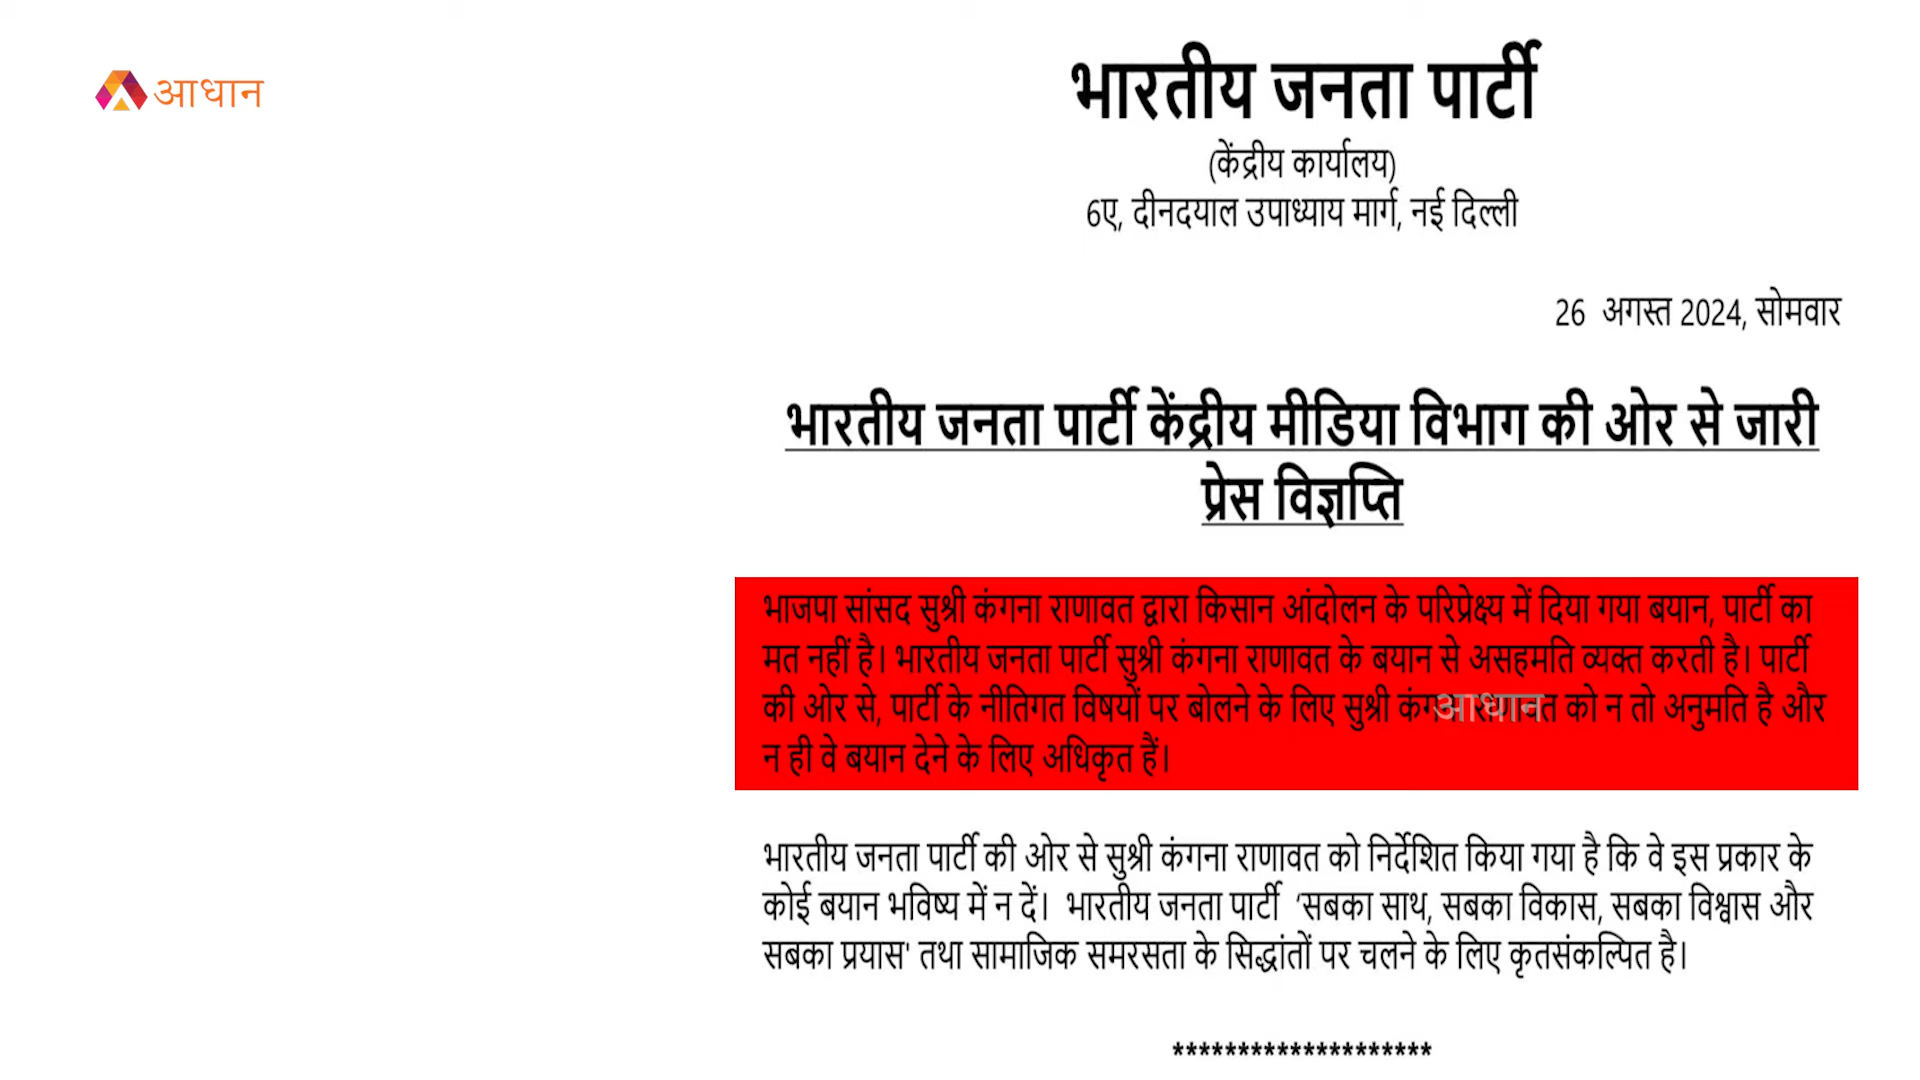 आधान
भारतीय जनता पार्टी
(केंद्रीय कार्यालय)
6ए, दीनदयाल उपाध्याय मार्ग, नई दिल्ली
26 अगस्त 2024, सोमवार
भारतीय जनता पार्टी केंद्रीय मीडिया विभाग की ओर से जारी
प्रेस विज्ञप्ति
भाजपा सांसद सुश्री कंगना राणावत द्वारा किसान आंदोलन के परिप्रेक्ष्य में दिया गया बयान, पार्टी का
मत नहीं है। भारतीय जनता पार्टी सुश्री कंगना राणावत के बयान से असहमति व्यक्त करती है। पार्टी
की ओर से, पार्टी के नीतिगत विषयों पर बोलने के लिए सुश्री कंगना राणावत को न तो अनुमति है और
आधान
न ही वे बयान देने के लिए अधिकृत हैं।
भारतीय जनता पार्टी की ओर से सुश्री कंगना राणावत को निर्देशित किया गया है कि वे इस प्रकार के
कोई बयान भविष्य में न दें। भारतीय जनता पार्टी ‘सबका साथ, सबका विकास, सबका विश्वास और
सबका प्रयास' तथा सामाजिक समरसता के सिद्धांतों पर चलने के लिए कृतसंकल्पित है।
********************